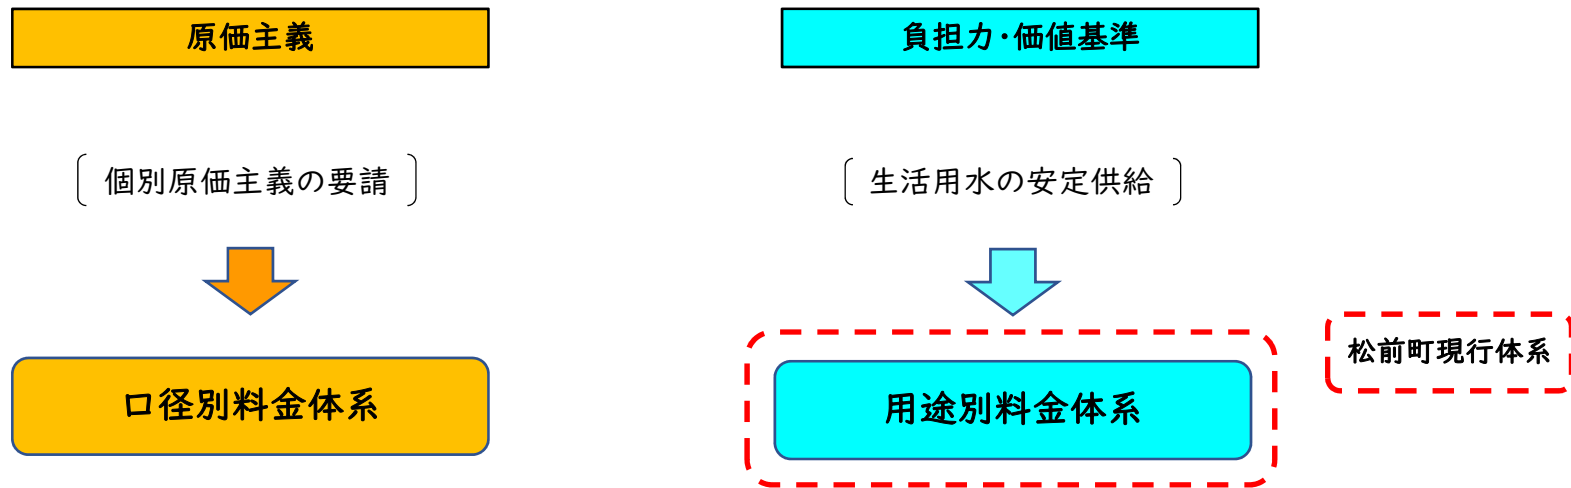 原価主義
負担力・価値基準
個別原価主義の要請
生活用水の安定供給
口径別料金体系
用途別料金体系
松前町現行体系